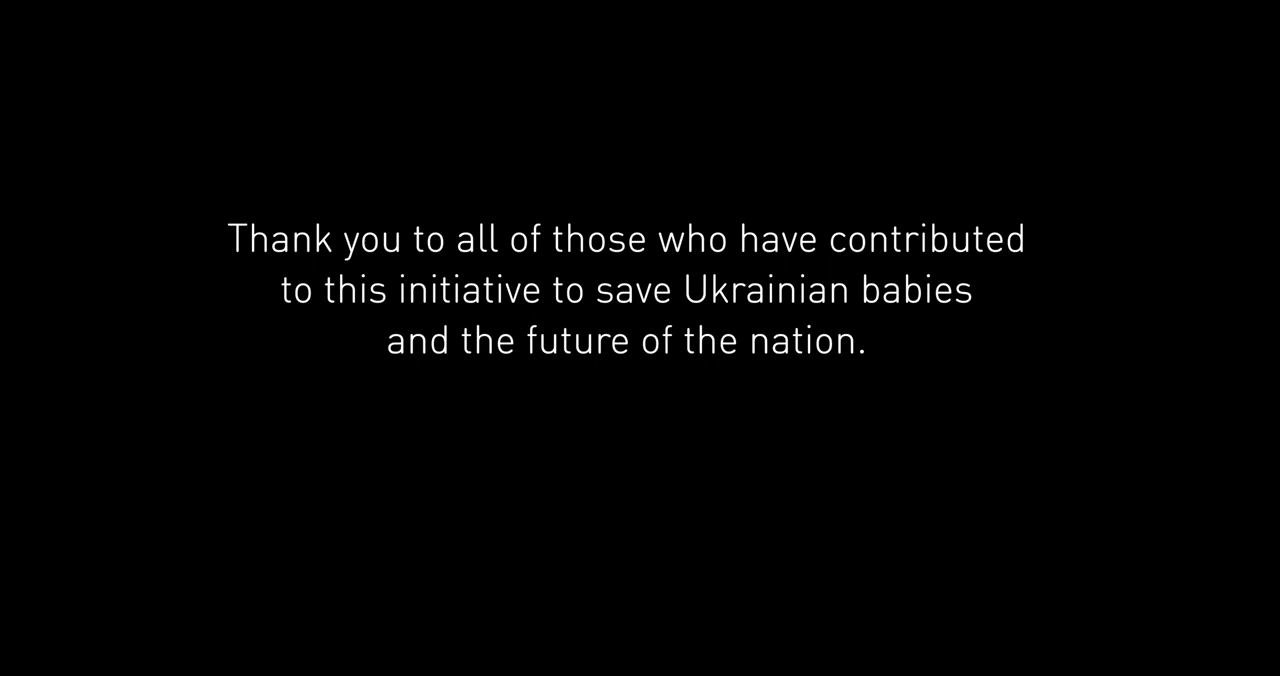 Thank you to all of those who have contributed
to this initiative to save Ukrainian babies
and the future of the nation.